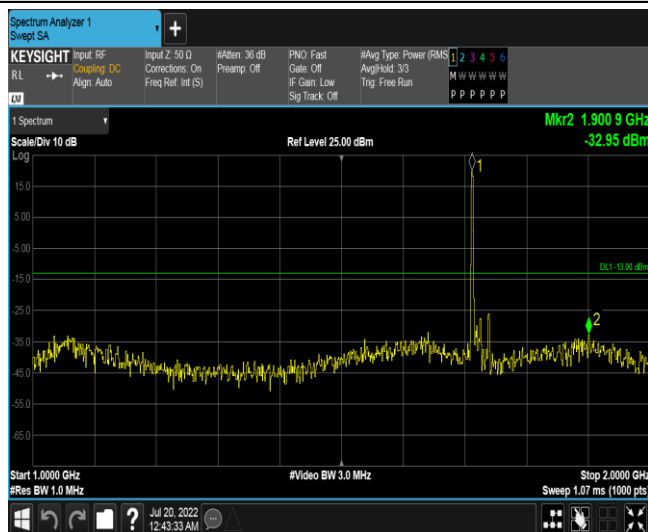 Spectrum Analyzer 1
Swept SA
+
KEYSIGHT Input: RF Input Z: 50 Ω #Atten: 36 dB PNO: Fast #Avg Type: Power (RMS 1 2 3 4 5 6
RL Coupling: DC Corrections: On Preamp: Off Gate: Off Avg|Hold: 3/3 M W W W W W
Align: Auto Freq Ref: Int (S) IF Gain: Low Trig: Free Run
LXI Sig Track: Off P P P P P P
1 Spectrum Mkr2 1.900 9 GHz
Scale/Div 10 dB Ref Level 25.00 dBm -32.95 dBm
Log
1
15.0
5.00
-5.00
DL1 -13.00 dBm
-15.0
-25.0
2
-35.0
-45.0
-55.0
-65.0
Start 1.0000 GHz #Video BW 3.0 MHz Stop 2.0000 GHz
#Res BW 1.0 MHz Sweep 1.07 ms (1000 pts)
? Jul 20, 2022
12:43:33 AM